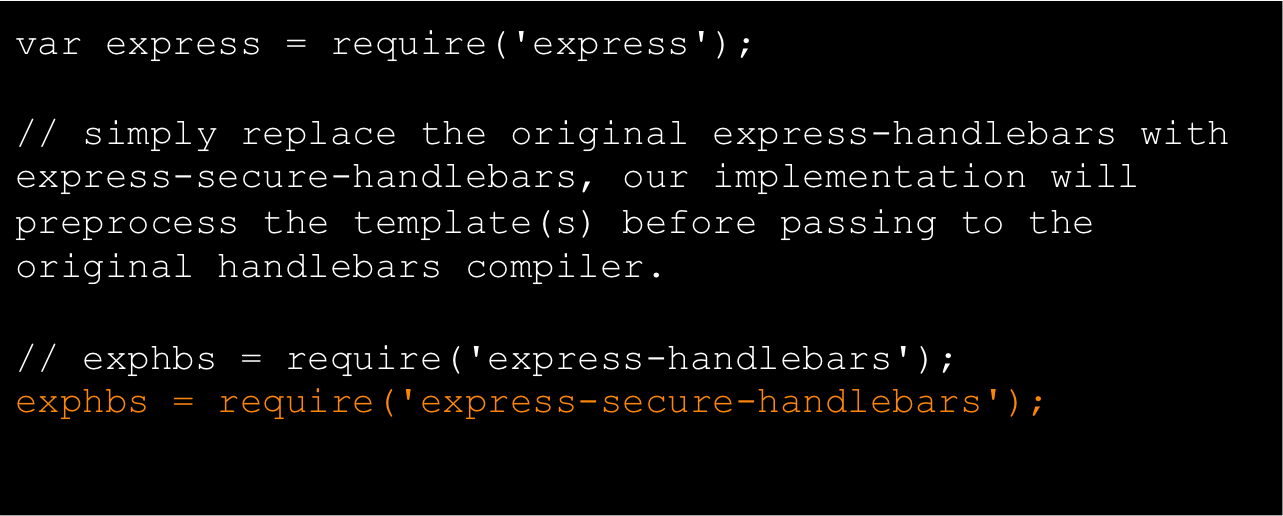 var express = require('express');
// simply replace the original express-handlebars with
express-secure-handlebars, our implementation will
preprocess the template(s) before passing to the
original handlebars compiler.
// exphbs = require('express-handlebars');
exphbs = require('express-secure-handlebars');